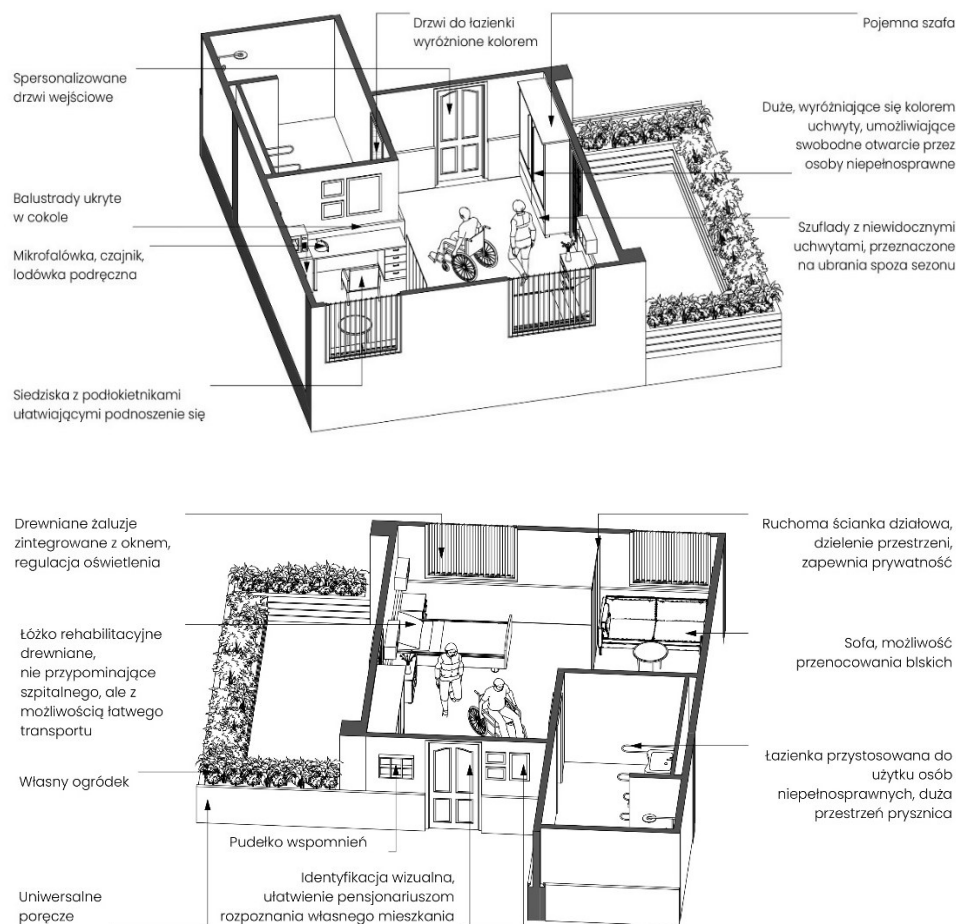 Drzwi do łazienki
wyróżnione kolorem
Pojemna szafa
Spersonalizowane
drzwi wejściowe
Duże, wyróżniające się kolorem
uchwyty, umożliwiające
swobodne otwarcie przez
osoby niepełnosprawne
Balustrady ukryte
w cokole
Mikrofalówka, czajnik,
lodówka podręczna
Szuflady z niewidocznymi
uchwytami, przeznaczone
na ubrania spoza sezonu
Siedziska z podłokietnikami
ułatwiającymi podnoszenie się
Drewniane żaluzje
zintegrowane z oknem,
regulacja oświetlenia
Ruchoma ścianka działowa,
dzielenie przestrzeni,
zapewnia prywatność
Łóżko rehabilitacyjne
drewniane,
nie przypominające
szpitalnego, ale z
możliwością łatwego
transportu
Sofa, możliwość
przenocowania blskich
Własny ogródek
Łazienka przystosowana do
użytku osób
niepełnosprawnych, duża
przestrzeń prysznica
Pudełko wspomnień
Identyfikacja wizualna,
ułatwienie pensjonariuszom
rozpoznania własnego mieszkania
Uniwersalne
poręcze